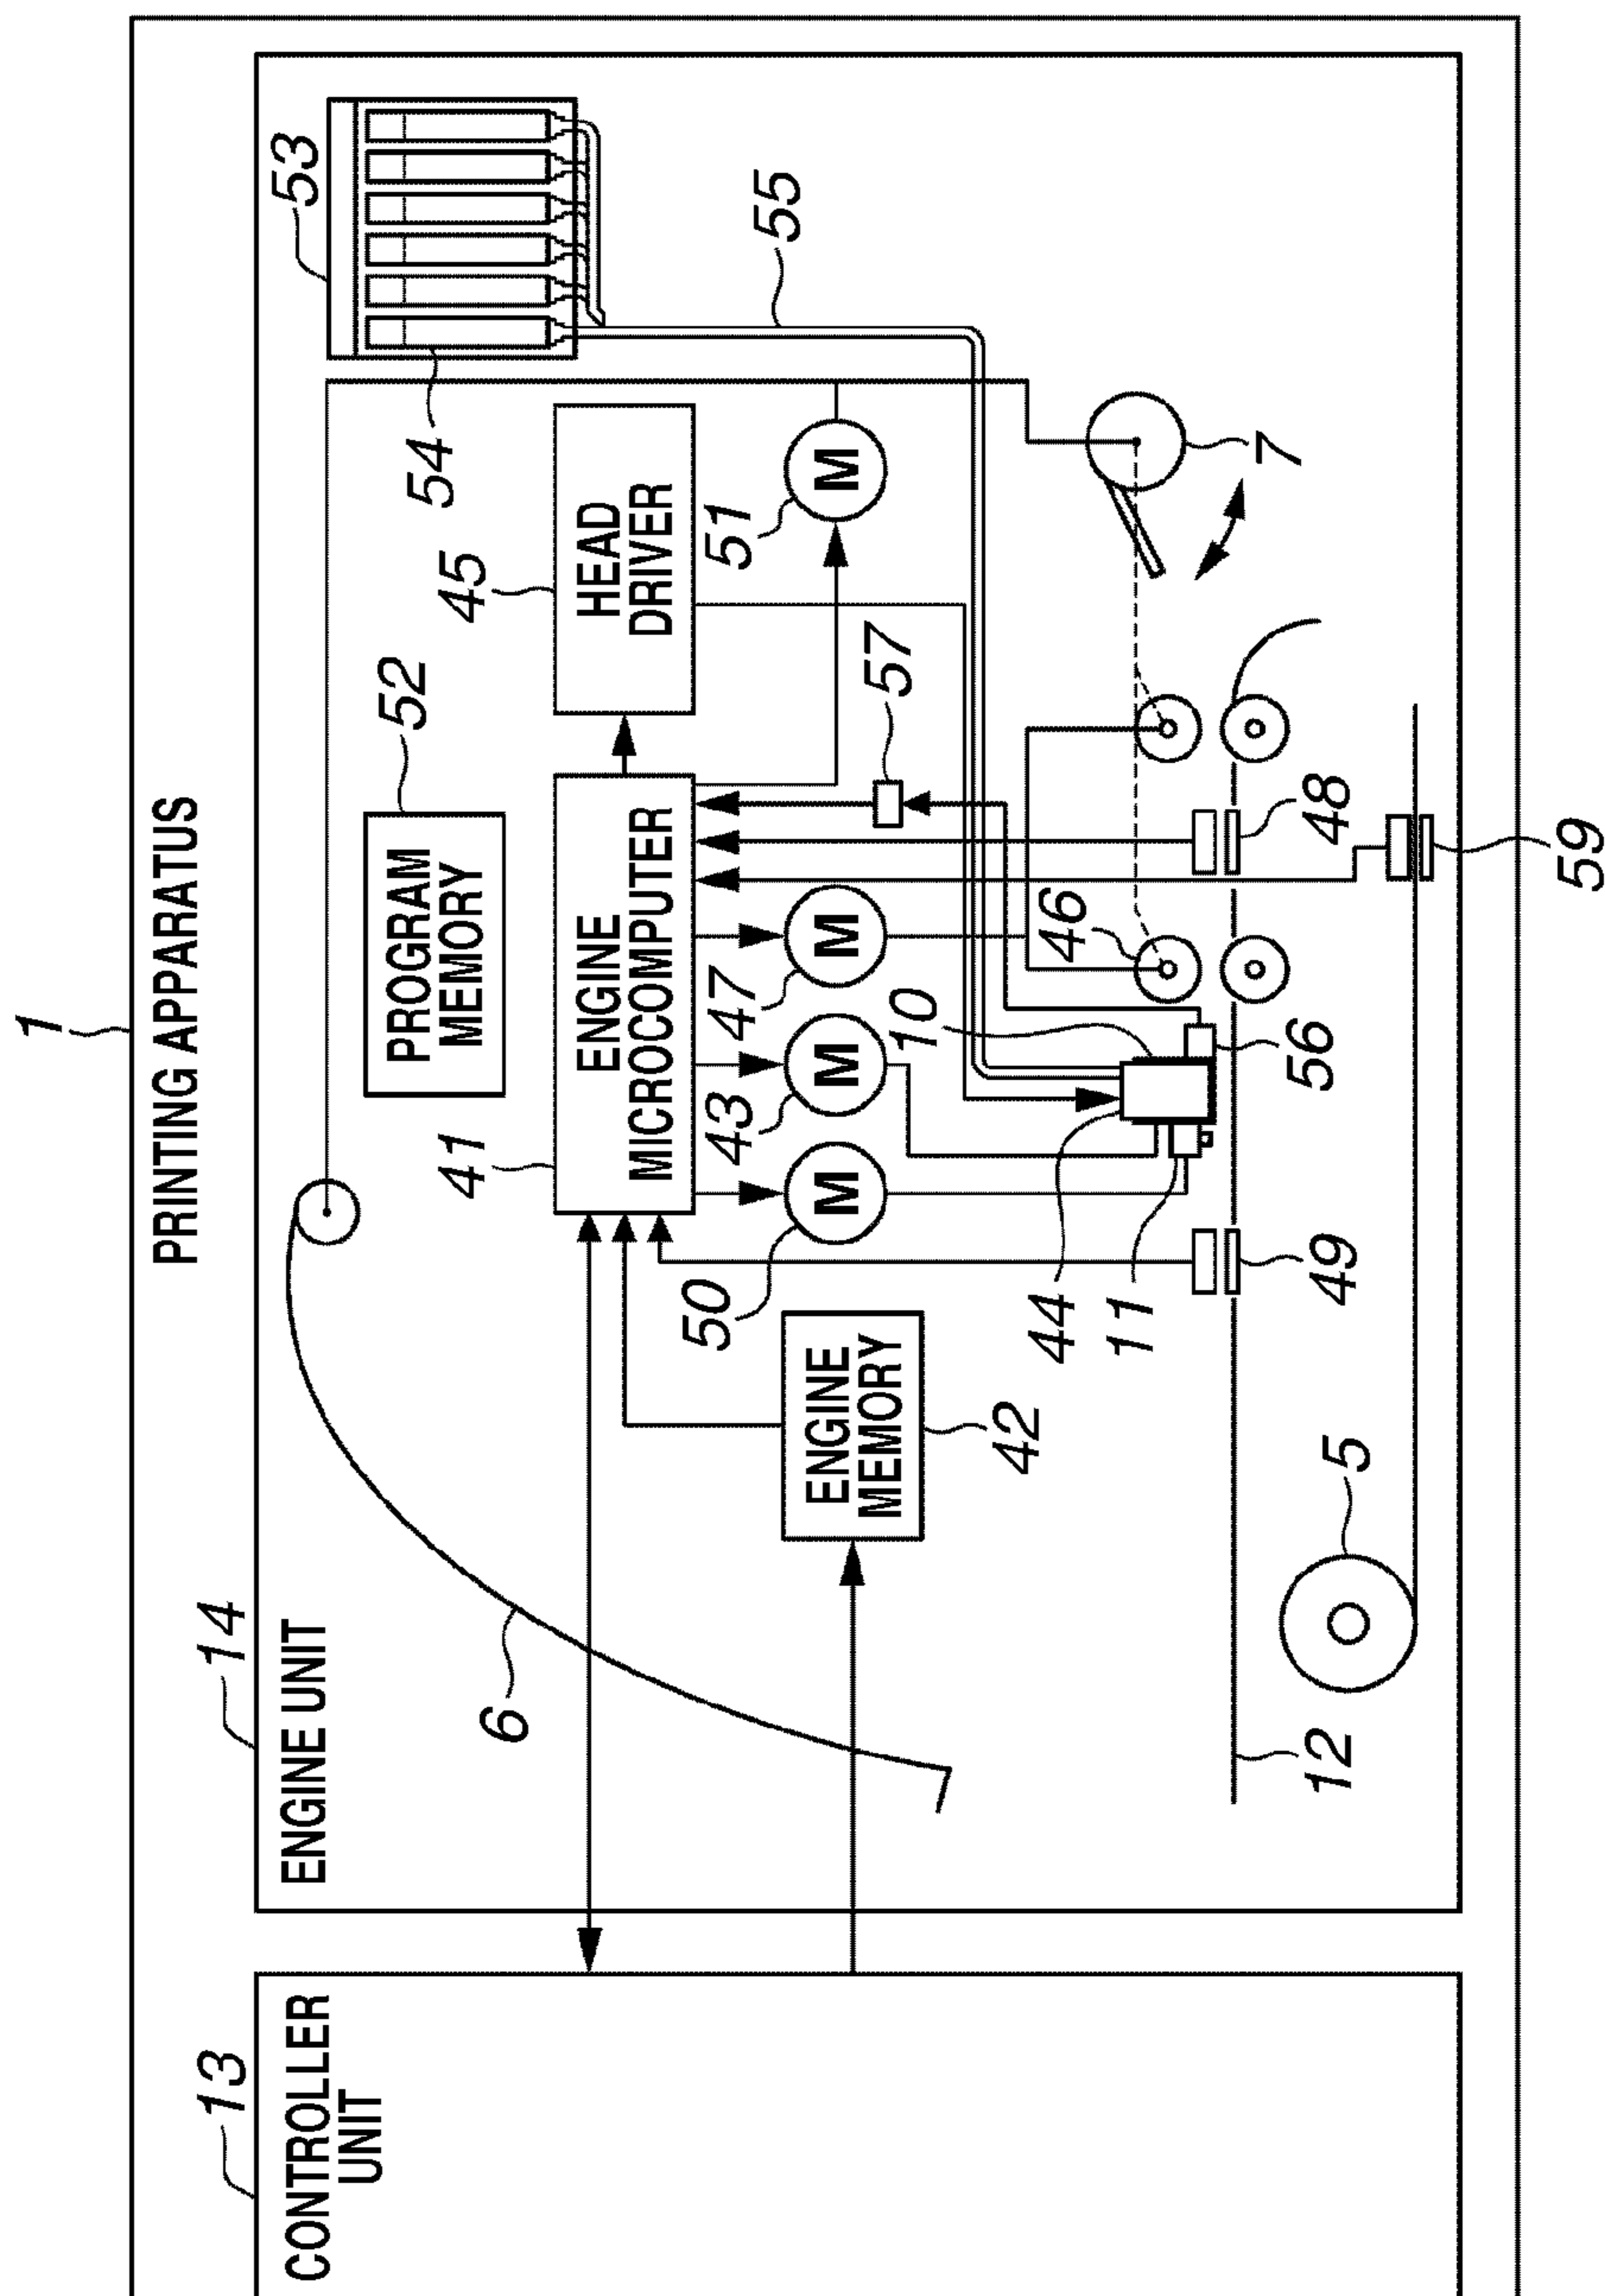 1
PRINTING APPARATUS
13
CONTROLLER
UNIT
14
ENGINE UNIT
6
53
54
52
PROGRAM
MEMORY
41
ENGINE
MICROCOMPUTER
45
HEAD
DRIVER
55
ENGINE
MEMORY
42
50
M
43
M
47
M
51
M
57
10
46
7
44
11
56
49
48
12
5
59